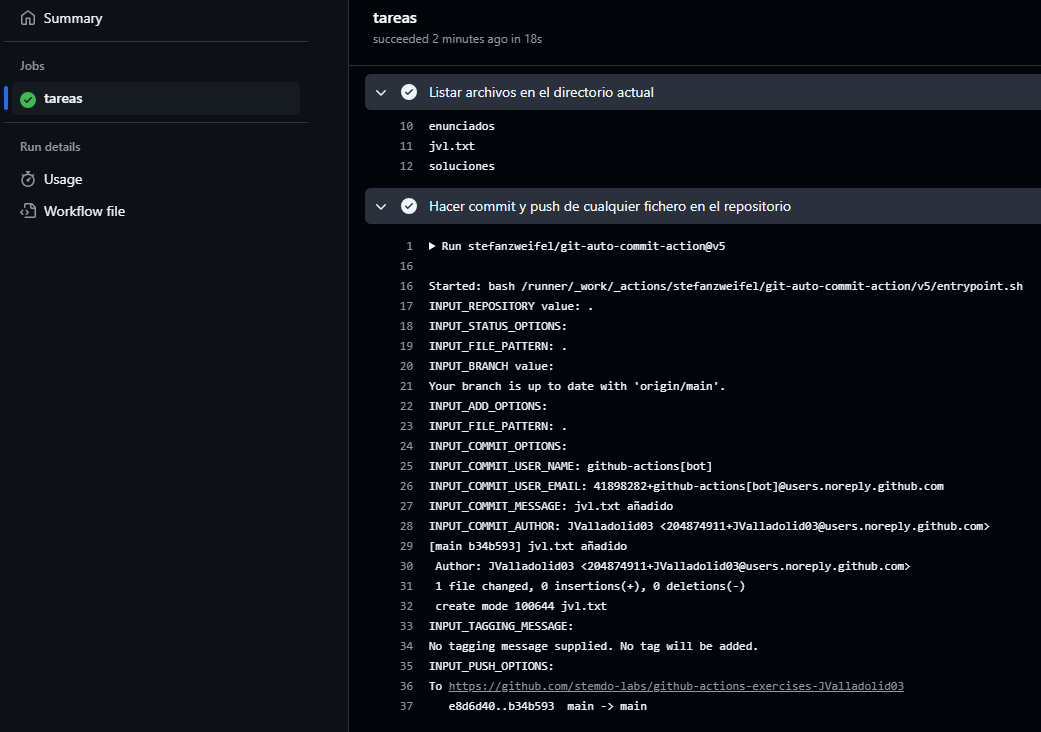 Summary
Jobs
tareas
Run details
Usage
Workflow file
tareas
succeeded 2 minutes ago in 18s
Listar archivos en el directorio actual
10 enunciados
11 jvl.txt
12 soluciones
Hacer commit y push de cualquier fichero en el repositorio
1 ▶ Run stefanzweifel/git-auto-commit-action@v5
16
16 Started: bash /runner/_work/_actions/stefanzweifel/git-auto-commit-action/v5/entrypoint.sh
17 INPUT_REPOSITORY value: .
18 INPUT_STATUS_OPTIONS:
19 INPUT_FILE_PATTERN: .
20 INPUT_BRANCH value:
21 Your branch is up to date with 'origin/main'.
22 INPUT_ADD_OPTIONS:
23 INPUT_FILE_PATTERN: .
24 INPUT_COMMIT_OPTIONS:
25 INPUT_COMMIT_USER_NAME: github-actions[bot]
26 INPUT_COMMIT_USER_EMAIL: 41898282+github-actions[bot]@users.noreply.github.com
27 INPUT_COMMIT_MESSAGE: jvl.txt añadido
28 INPUT_COMMIT_AUTHOR: JValladolid03 <204874911+JValladolid03@users.noreply.github.com>
29 [main b34b593] jvl.txt añadido
30 Author: JValladolid03 <204874911+JValladolid03@users.noreply.github.com>
31 1 file changed, 0 insertions(+), 0 deletions(-)
32 create mode 100644 jvl.txt
33 INPUT_TAGGING_MESSAGE:
34 No tagging message supplied. No tag will be added.
35 INPUT_PUSH_OPTIONS:
36 To https://github.com/stemdo-labs/github-actions-exercises-JValladolid03
37 e8d6d40..b34b593 main -> main